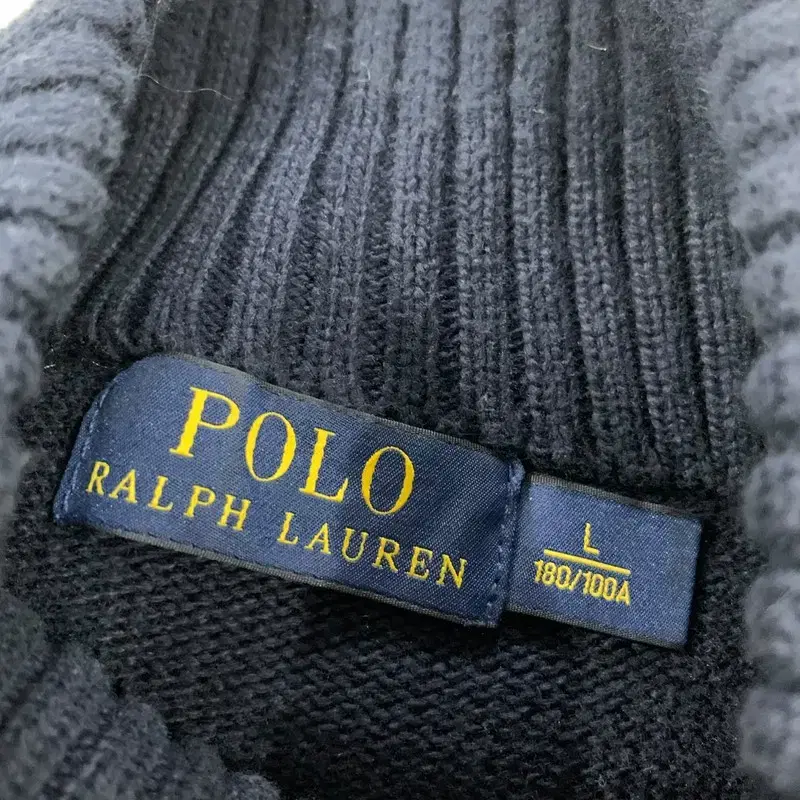 POLO
RALPH LAUREN
L
180/100A